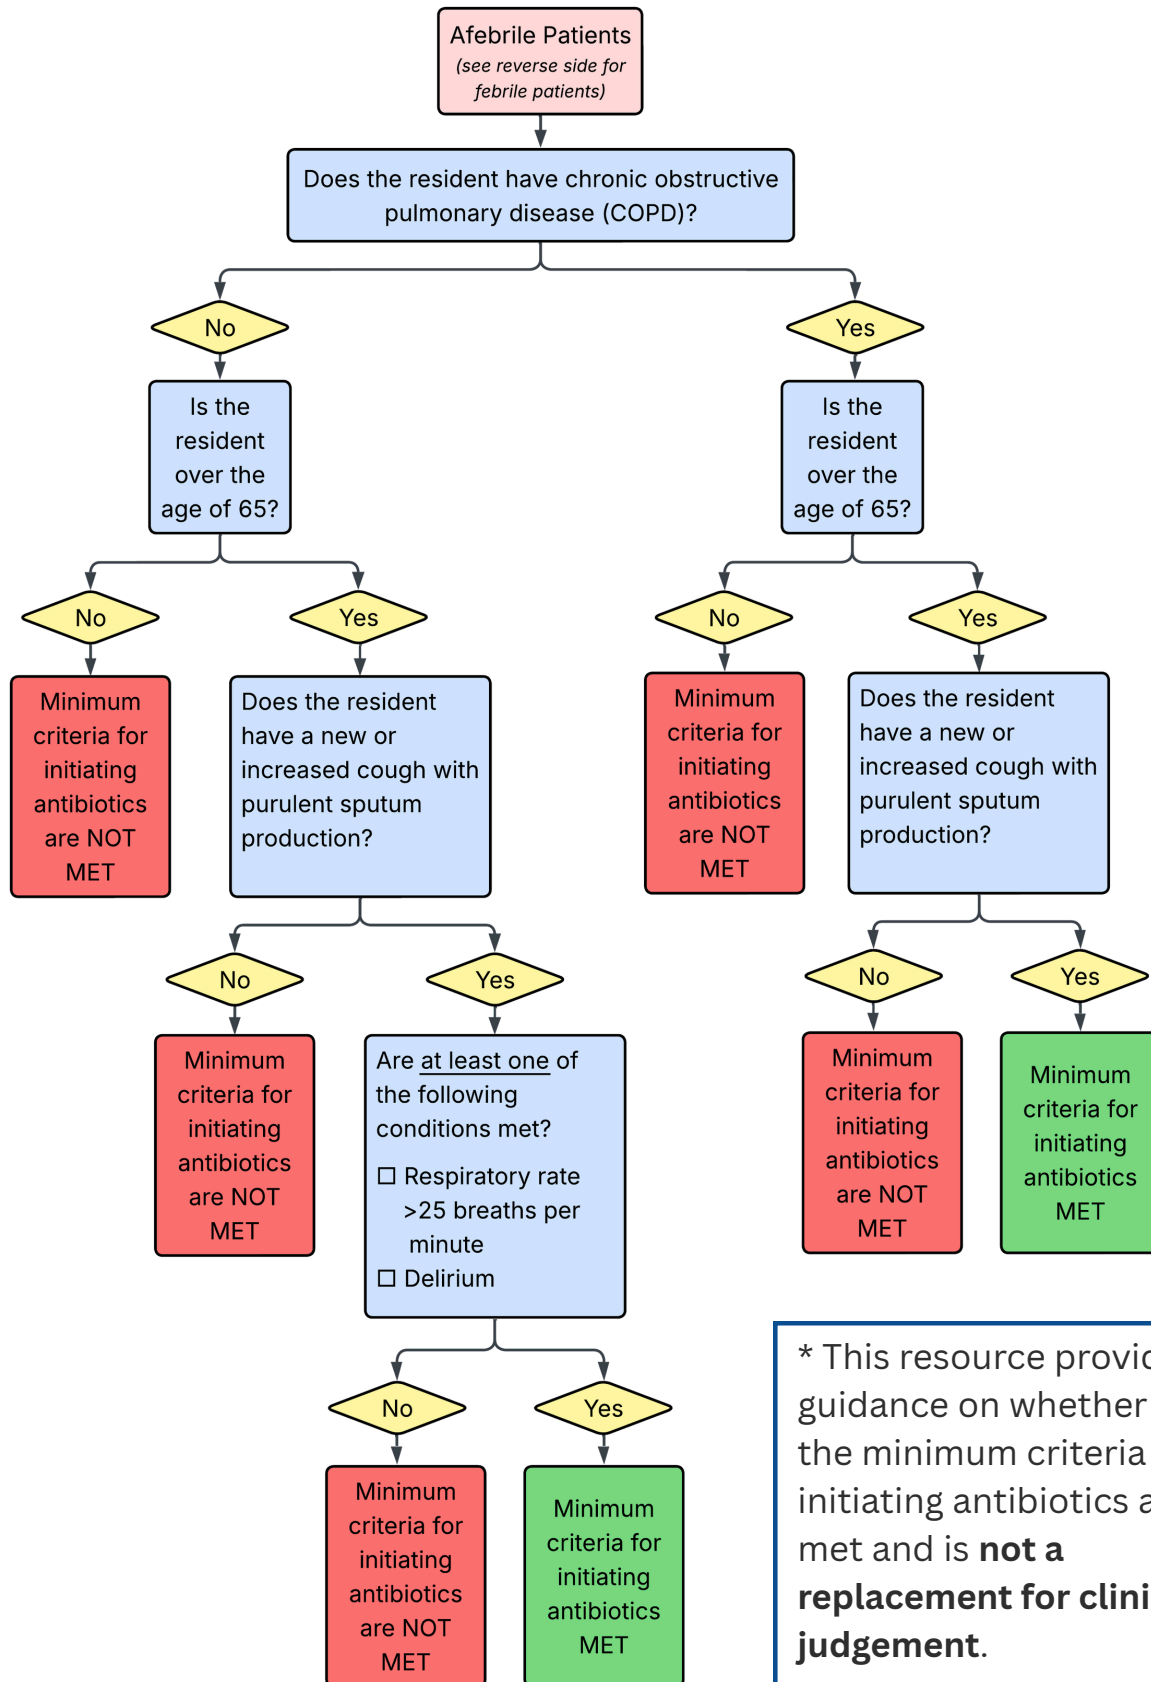 Afebrile Patients
(see reverse side for
febrile patients)
Does the resident have chronic obstructive
pulmonary disease (COPD)?
No
Yes
Is the
resident
over the
age of 65?
Is the
resident
over the
age of 65?
No
Yes
No
Yes
Minimum
criteria for
initiating
antibiotics
are NOT
MET
Does the resident
have a new or
increased cough with
purulent sputum
production?
Minimum
criteria for
initiating
antibiotics
are NOT
MET
Does the resident
have a new or
increased cough with
purulent sputum
production?
No
Yes
No
Yes
Minimum
criteria for
initiating
antibiotics
are NOT
MET
Are at least one of
the following
conditions met?
☐ Respiratory rate
>25 breaths per
minute
☐ Delirium
Minimum
criteria for
initiating
antibiotics
are NOT
MET
Minimum
criteria for
initiating
antibiotics
MET
No
Yes
Minimum
criteria for
initiating
antibiotics
are NOT
MET
Minimum
criteria for
initiating
antibiotics
MET
* This resource
guidance on whether
the minimum criteria
initiating antibiotics
met and is not a
replacement for
judgement.